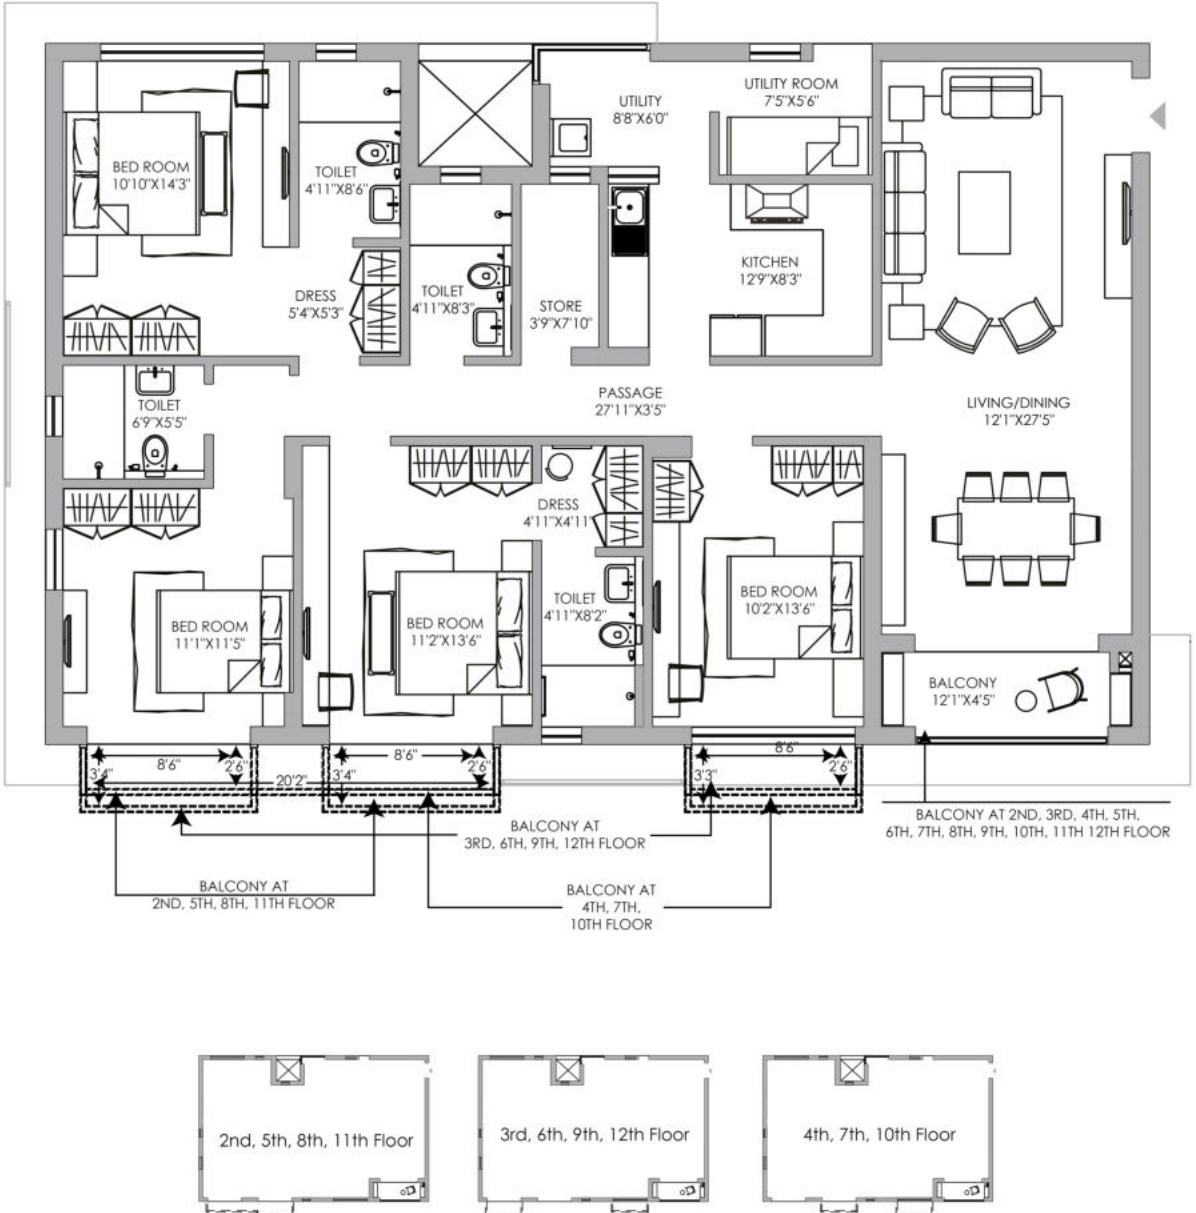 UTILITY ROOM
7'5"X5'6"
UTILITY
8'8"X6'0"
BED ROOM
10'10"X14'3"
TOILET
4'11"X8'6"
KITCHEN
12'9"X8'3"
DRESS
5'4"X5'3"
TOILET
4'11"X8'3"
STORE
3'9"X7'10"
PASSAGE
27'11"X3'5"
LIVING/DINING
12'1"X27'5"
TOILET
6'9"X5'5"
DRESS
4'11"X4'11"
BED ROOM
11'1"X11'5"
BED ROOM
11'2"X13'6"
TOILET
4'11"X8'2"
BED ROOM
10'2"X13'6"
BALCONY
12'1"X4'5"
8'6"
2'6"
3'4"
20'2"
8'6"
2'6"
3'4"
8'6"
2'6"
3'3"
BALCONY AT 2ND, 3RD, 4TH, 5TH,
6TH, 7TH, 8TH, 9TH, 10TH, 11TH 12TH FLOOR
BALCONY AT
3RD, 6TH, 9TH, 12TH FLOOR
BALCONY AT
2ND, 5TH, 8TH, 11TH FLOOR
BALCONY AT
4TH, 7TH,
10TH FLOOR
2nd, 5th, 8th, 11th Floor
3rd, 6th, 9th, 12th Floor
4th, 7th, 10th Floor